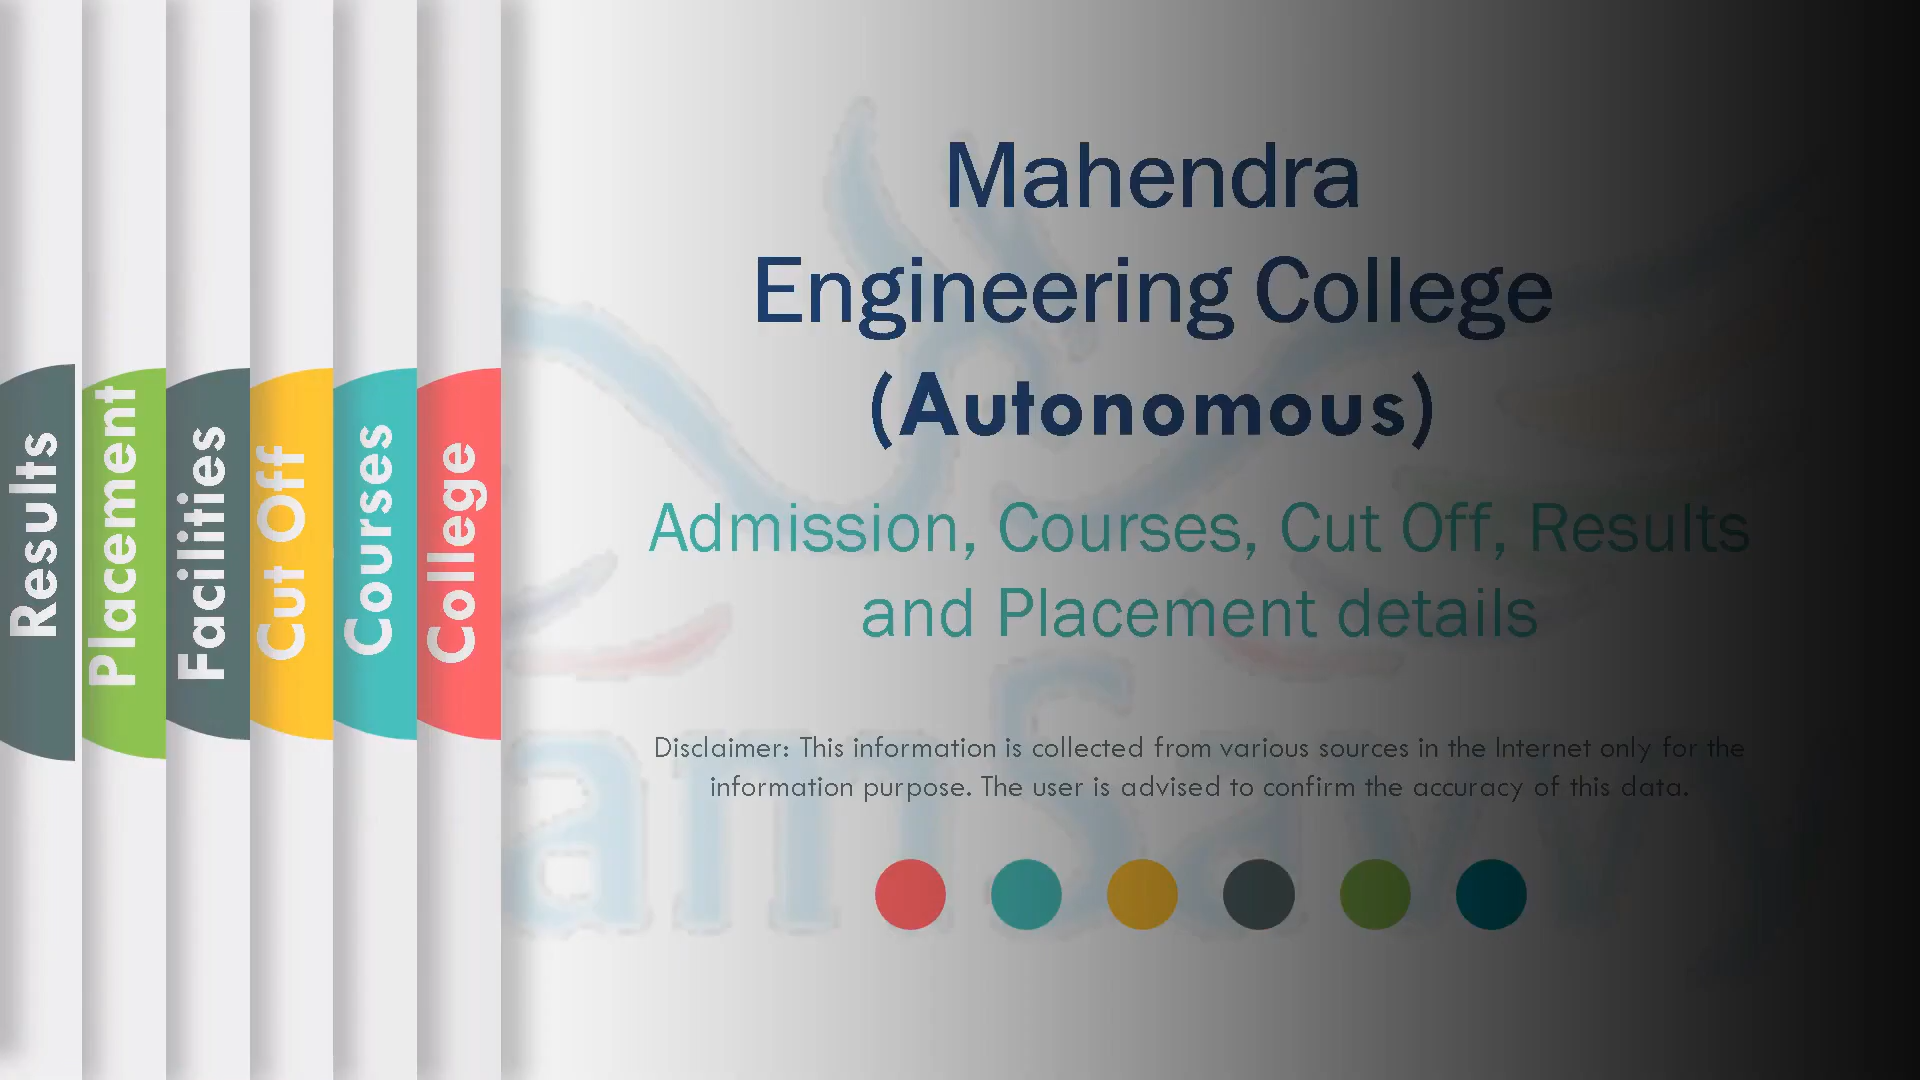 Results
Placement
Facilities
Cut Off
Courses
College
Mahendra
Engineering College
(Autonomous)
Admission, Courses, Cut Off, Results
and Placement details
Disclaimer: This information is collected from various sources in the Internet only for the
information purpose. The user is advised to confirm the accuracy of this data.